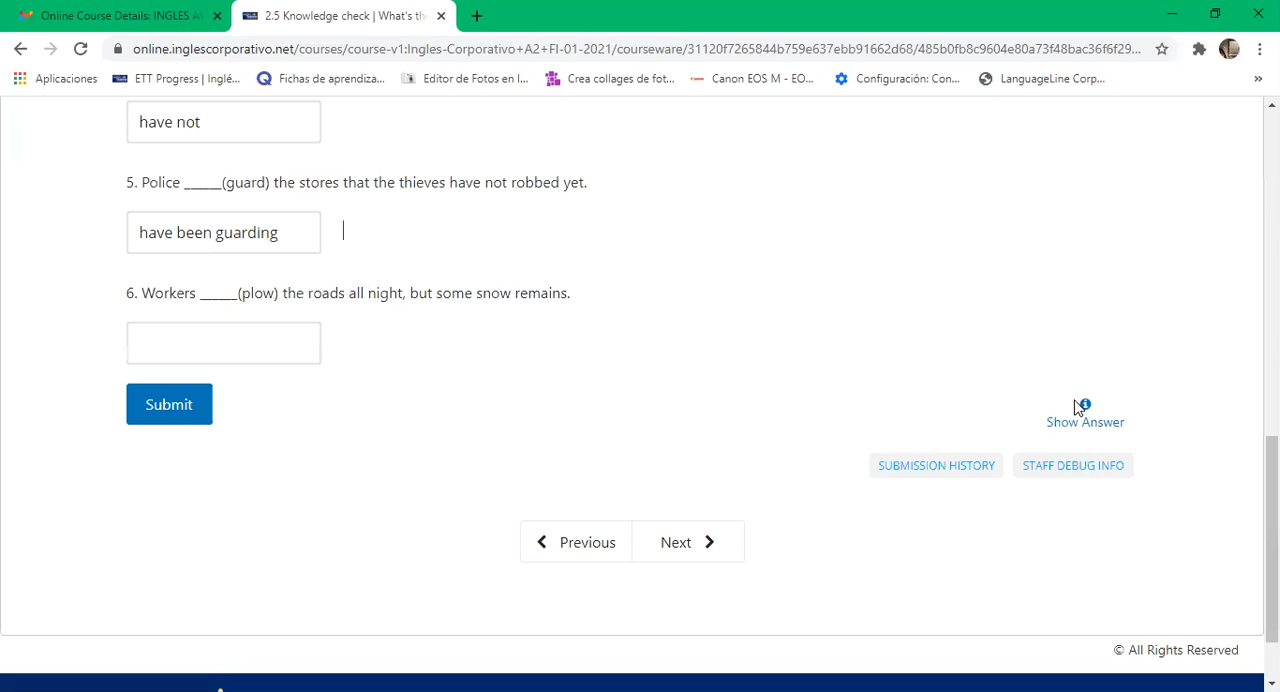 Online Course Details: INGLES A
2.5 Knowledge check | What's th
online.inglescorporativo.net/courses/course-v1:Ingles-Corporativo+A2+FI-01-2021/courseware/31120f7265844b759e637ebb91662d68/485b0fb8c9604e80a73f48bac36f6f29...
Aplicaciones
ETT Progress | Inglé...
Fichas de aprendiza...
Editor de Fotos en l...
Crea collages de fot...
Canon EOS M - EO...
Configuración: Con...
LanguageLine Corp...
»
have not
5. Police ______(guard) the stores that the thieves have not robbed yet.
have been guarding
6. Workers ______(plow) the roads all night, but some snow remains.
Submit
Show Answer
SUBMISSION HISTORY
STAFF DEBUG INFO
Previous
Next
© All Rights Reserved